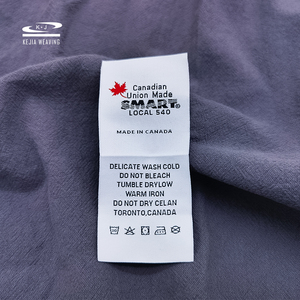 K·J
KEJIA WEAVING
Canadian
Union Made
SMART
LOCAL 540
MADE IN CANADA
DELICATE WASH COLD
DO NOT BLEACH
TUMBLE DRYLOW
WARM IRON
DO NOT DRY CELAN
TORONTO,CANADA